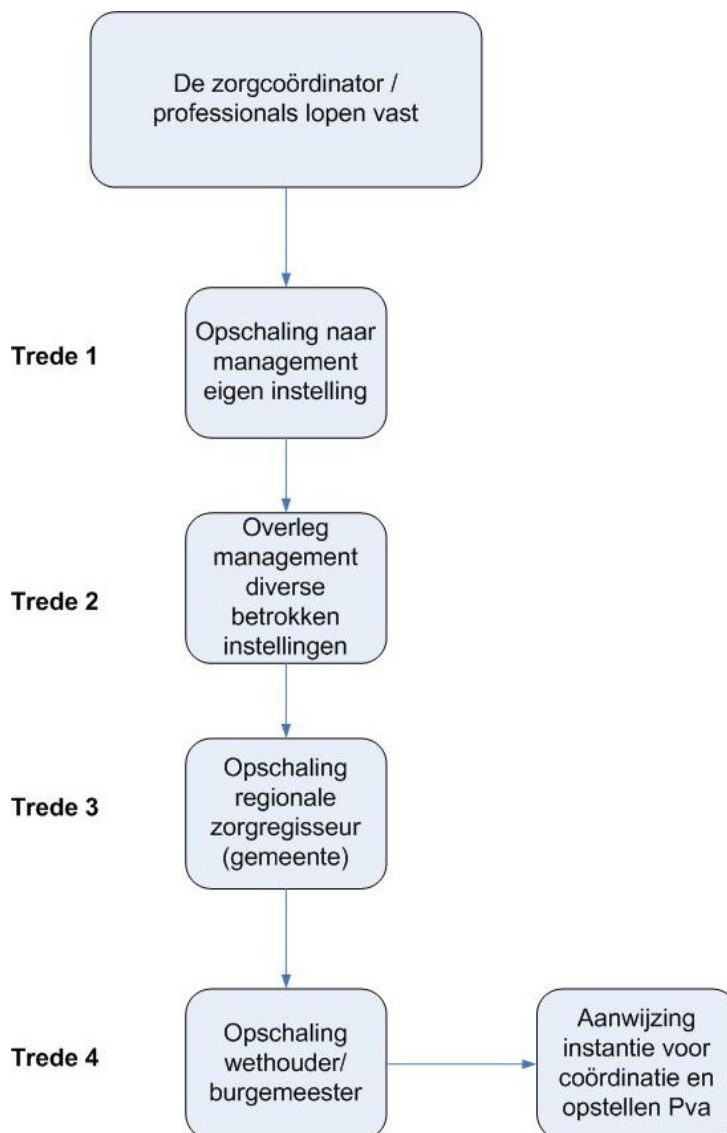 De zorgcoördinator /
professionals lopen vast
Trede 1
Opschaling naar
management
eigen instelling
Trede 2
Overleg
management
diverse
betrokken
instellingen
Trede 3
Opschaling
regionale
zorgregisseur
(gemeente)
Trede 4
Opschaling
wethouder/
burgemeester
Aanwijzing
instantie voor
coördinatie en
opstellen Pva